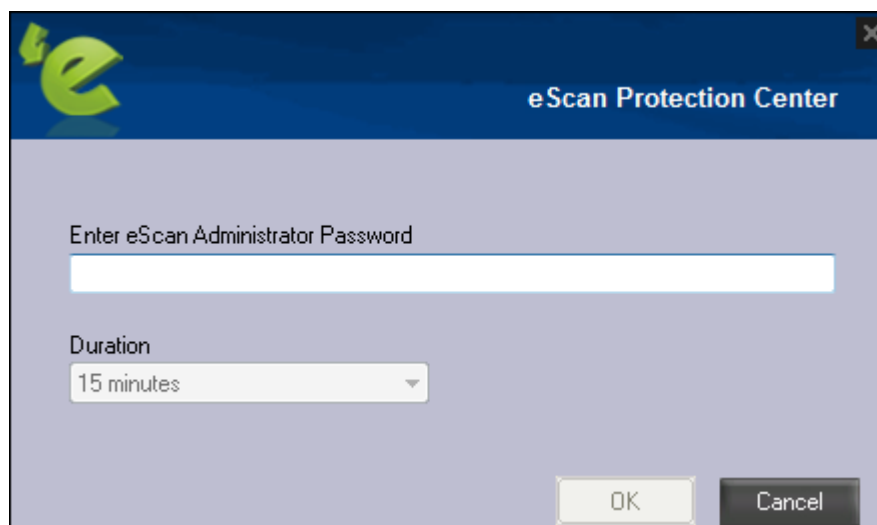 eScan Protection Center
Enter eScan Administrator Password
Duration
15 minutes
OK
Cancel